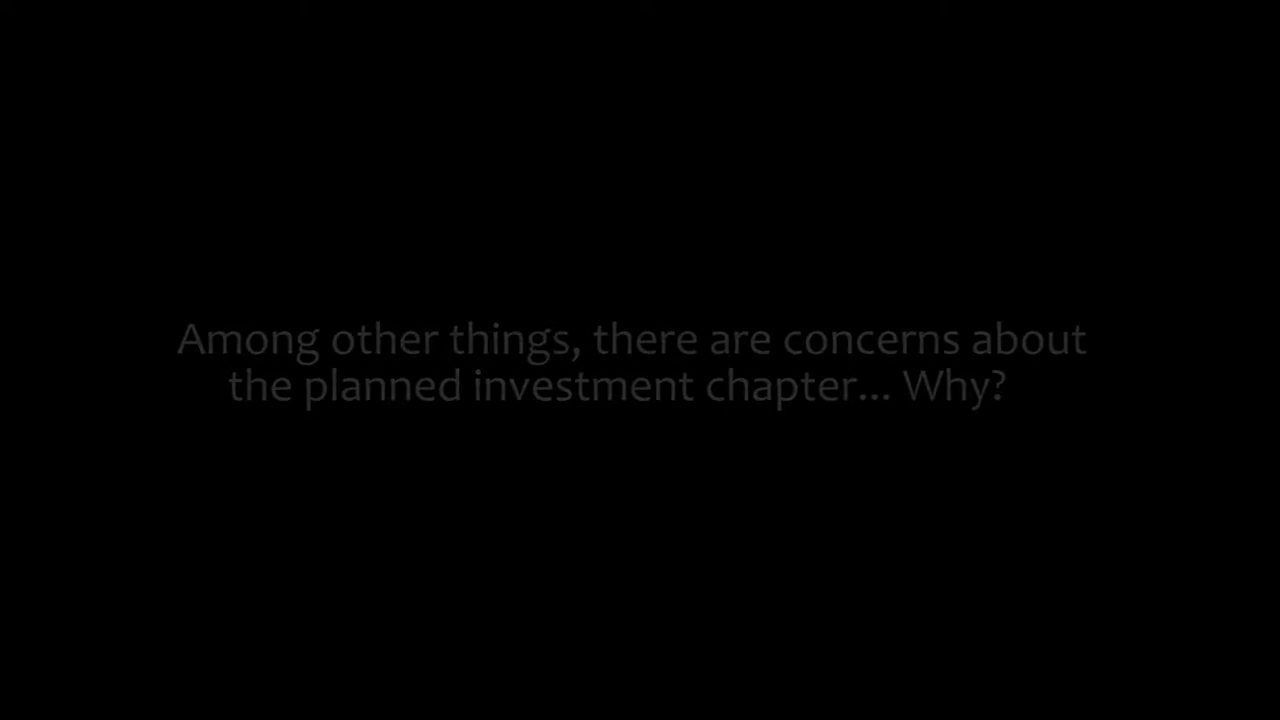 Among other things, there are concerns about
the planned investment chapter... Why?